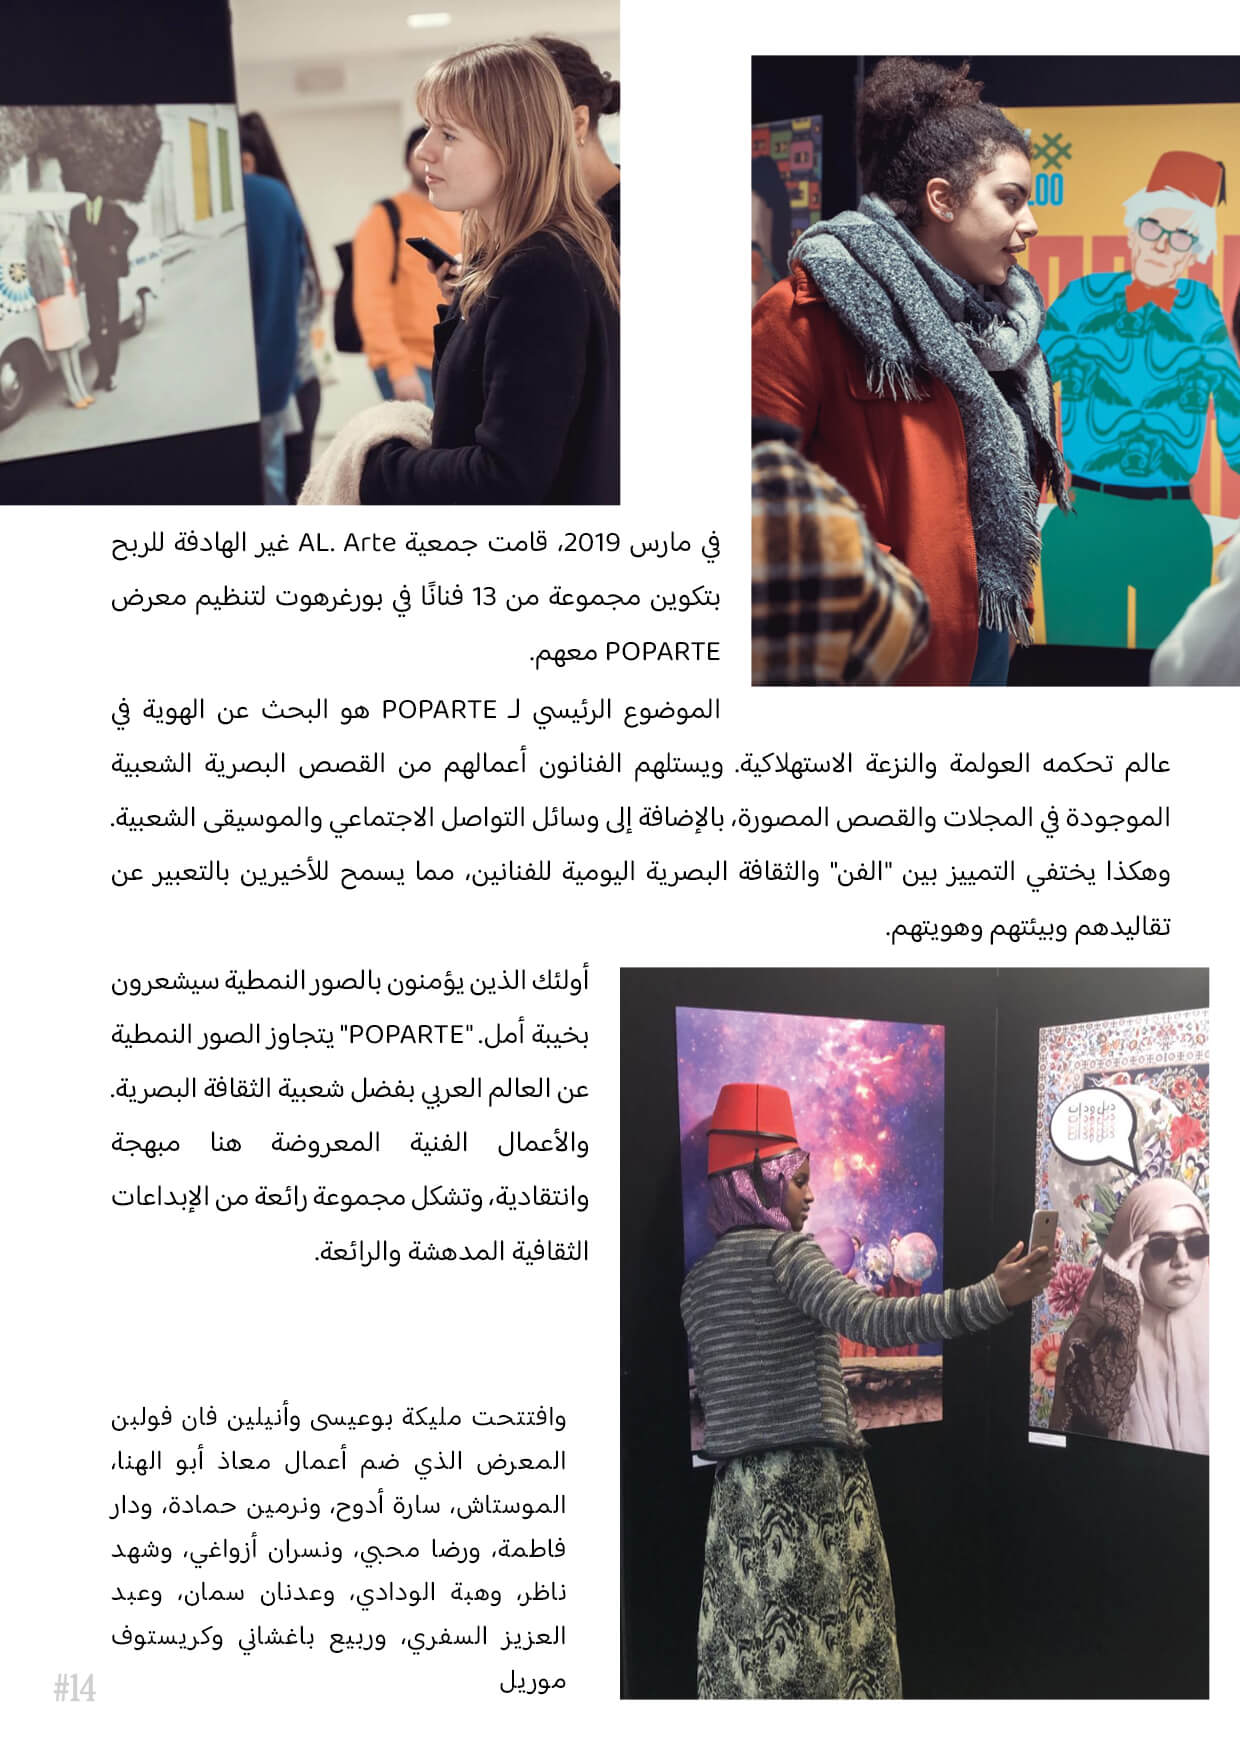 LOO
في مارس 2019، قامت جمعية AL. Arte غير الهادفة للربح
بتكوين مجموعة من 13 فنانًا في بورغرهوت لتنظيم معرض
POPARTE معهم.
الموضوع الرئيسي لـ POPARTE هو البحث عن الهوية في
عالم تحكمه العولمة والنزعة الاستهلاكية. ويستلهم الفنانون أعمالهم من القصص البصرية الشعبية
الموجودة في المجلات والقصص المصورة، بالإضافة إلى وسائل التواصل الاجتماعي والموسيقى الشعبية.
وهكذا يختفي التمييز بين "الفن" والثقافة البصرية اليومية للفنانين، مما يسمح للأخيرين بالتعبير عن
تقاليدهم وبيئتهم وهويتهم.
أولئك الذين يؤمنون بالصور النمطية سيشعرون
بخيبة أمل. "POPARTE" يتجاوز الصور النمطية
عن العالم العربي بفضل شعبية الثقافة البصرية.
والأعمال الفنية المعروضة هنا مبهجة
وانتقادية، وتشكل مجموعة رائعة من الإبداعات
الثقافية المدهشة والرائعة.
وافتتحت مليكة بوعيسى وأنيلين فان فولبن
المعرض الذي ضم أعمال معاذ أبو الهنا،
الموستاش، سارة أدوح، ونرمين حمادة، ودار
فاطمة، ورضا محبي، ونسران أزواغي، وشهد
ناظر، وهبة الودادي، وعدنان سمان، وعبد
العزيز السفري، وربيع باغشاني وكريستوف
موريل
#14